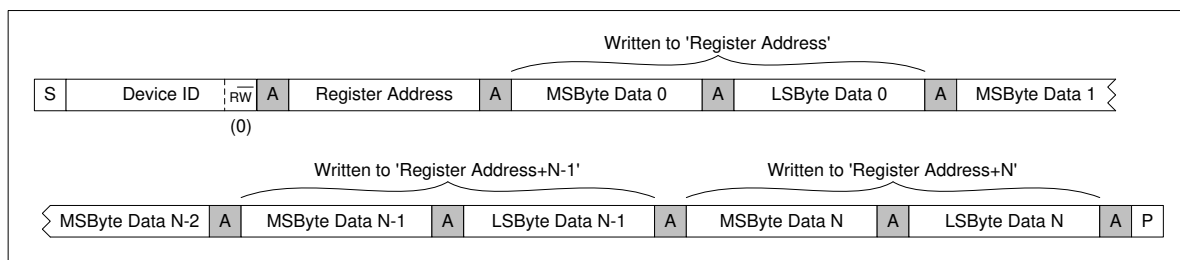 Written to 'Register Address'
S Device ID RW A Register Address A MSByte Data 0 A LSByte Data 0 A MSByte Data 1
(0)
Written to 'Register Address+N-1' Written to 'Register Address+N'
MSByte Data N-2 A MSByte Data N-1 A LSByte Data N-1 A MSByte Data N A LSByte Data N A P